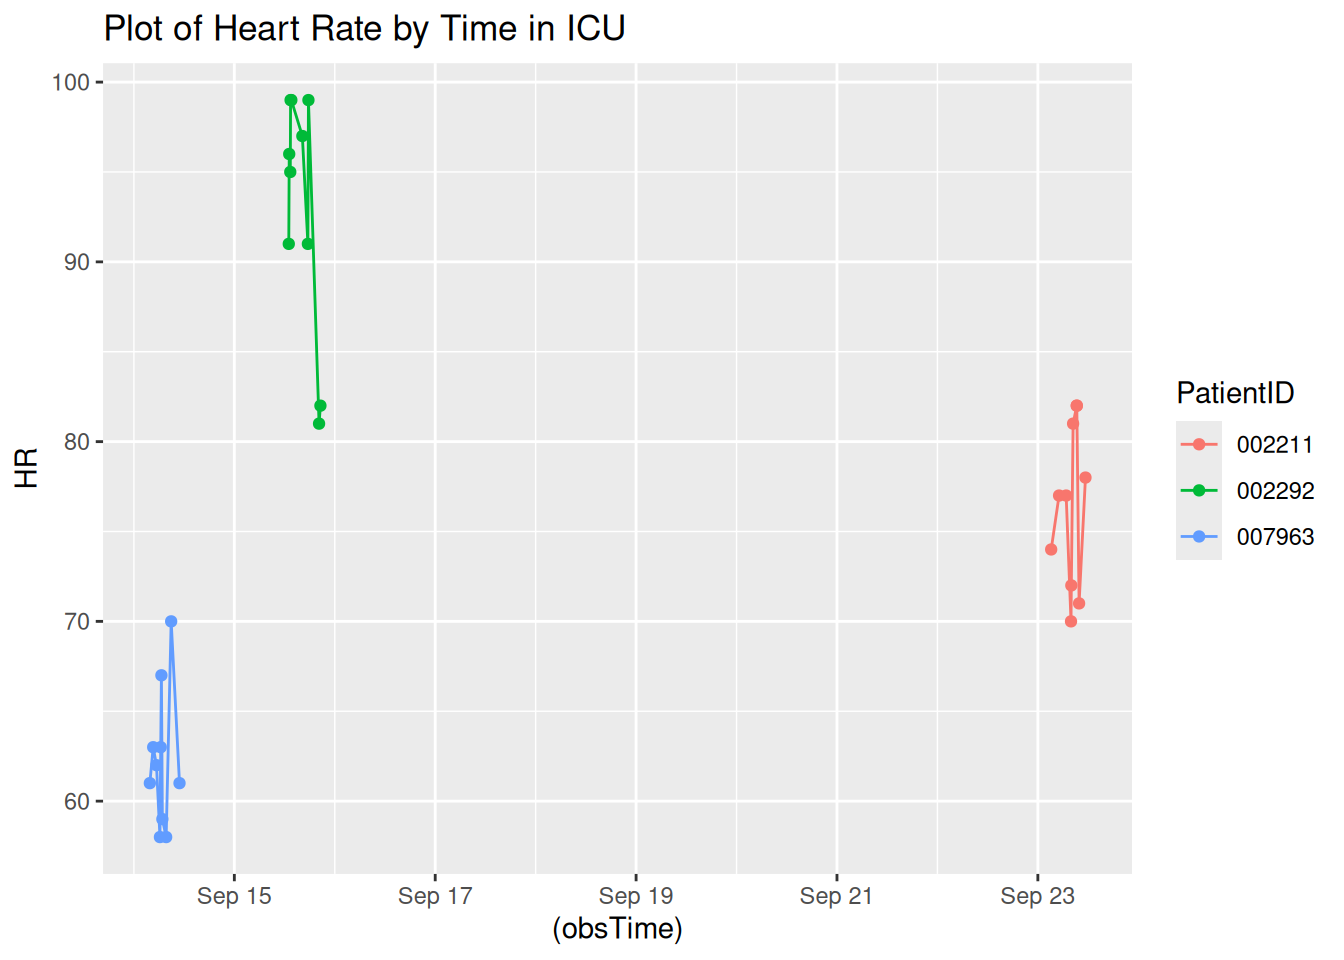 Plot of Heart Rate by Time in ICU
100
90
80
70
60
HR
Sep 15
Sep 17
Sep 19
Sep 21
Sep 23
(obsTime)
PatientID
002211
002292
007963